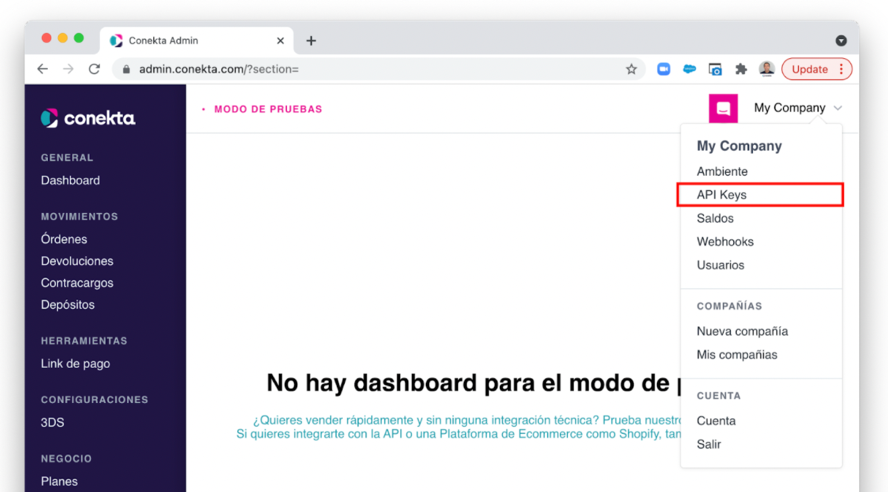 Conekta Admin
admin.conekta.com/?section=
Update
conekta
MODO DE PRUEBAS
My Company
GENERAL
Dashboard
MOVIMIENTOS
Órdenes
Devoluciones
Contracargos
Depósitos
HERRAMIENTAS
Link de pago
CONFIGURACIONES
3DS
NEGOCIO
Planes
No hay dashboard para el modo de
¿Quieres vender rápidamente y sin ninguna integración técnica? Prueba nuestro
Si quieres integrarte con la API o una Plataforma de Ecommerce como Shopify,
My Company
Ambiente
API Keys
Saldos
Webhooks
Usuarios
COMPAÑÍAS
Nueva compañía
Mis compañias
CUENTA
Cuenta
Salir